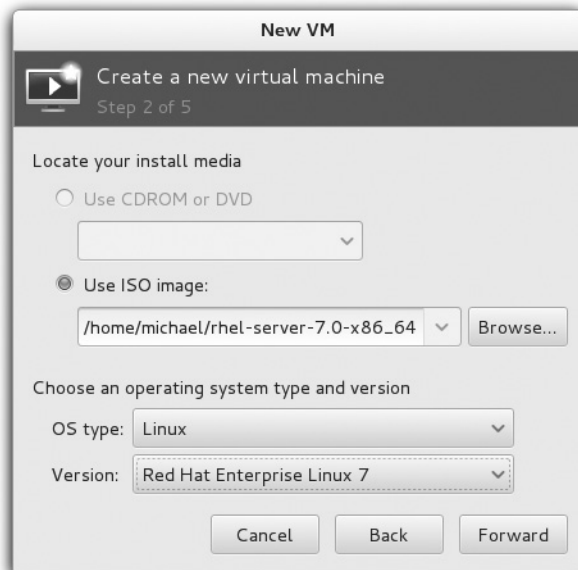 New VM
Create a new virtual machine
Step 2 of 5
Locate your install media
Use CDROM or DVD
Use ISO image:
/home/michael/rhel-server-7.0-x86_64
Browse...
Choose an operating system type and version
OS type: Linux
Version: Red Hat Enterprise Linux 7
Cancel Back Forward